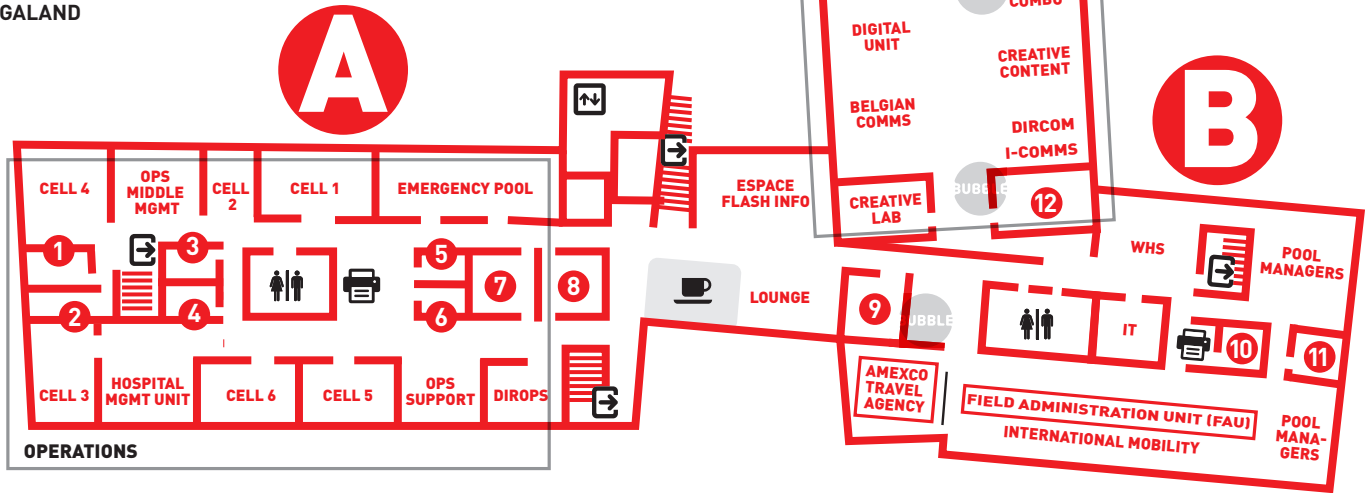 GALAND
A
B
COMBO
DIGITAL
UNIT
CREATIVE
CONTENT
BELGIAN
COMMS
DIRCOM
I-COMMS
BUBBLE
CREATIVE
LAB
12
CELL 4
OPS
MIDDLE
MGMT
CELL
2
CELL 1
EMERGENCY POOL
ESPACE
FLASH INFO
WHS
POOL
MANAGERS
1
3
5
2
4
6
7
8
LOUNGE
9
UBBLE
IT
10
11
CELL 3
HOSPITAL
MGMT UNIT
CELL 6
CELL 5
OPS
SUPPORT
DIROPS
AMEXCO
TRAVEL
AGENCY
FIELD ADMINISTRATION UNIT (FAU)
INTERNATIONAL MOBILITY
POOL
MANA-
GERS
OPERATIONS